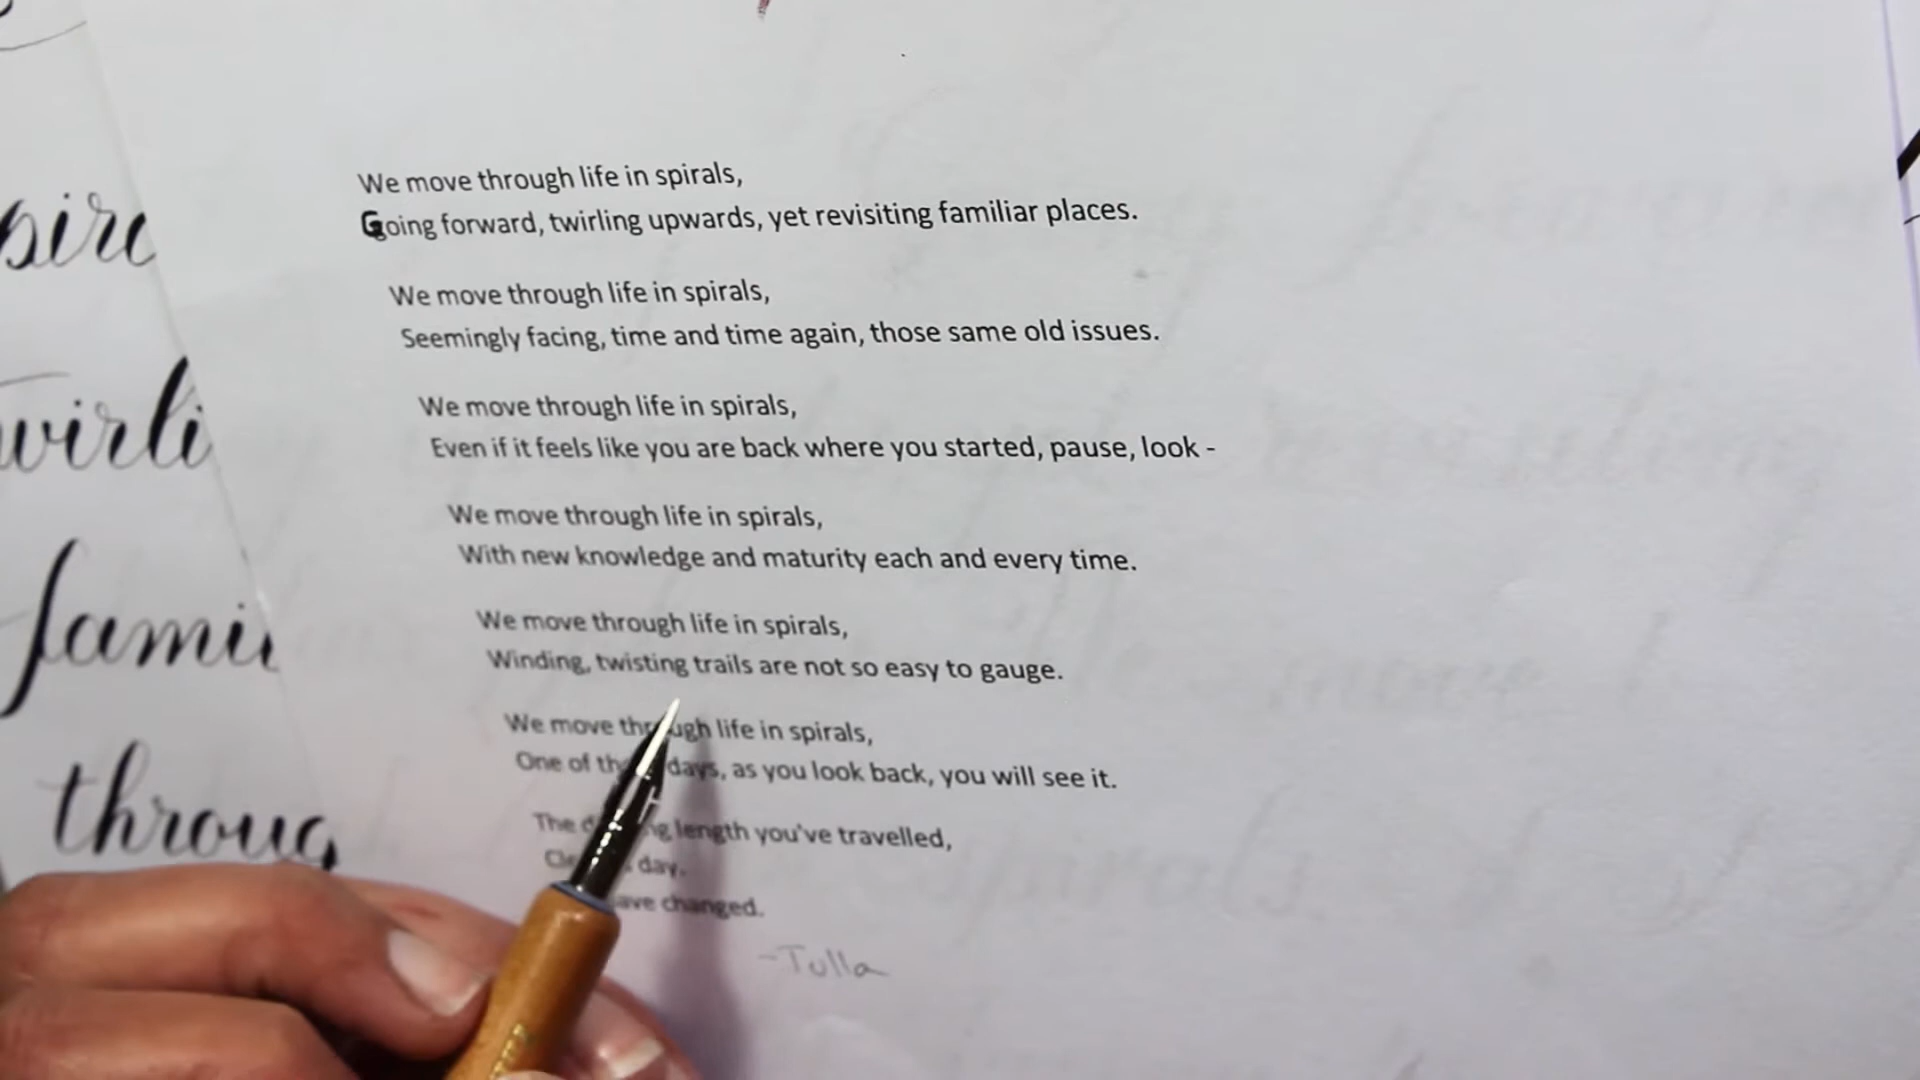 We move through life in spirals,
Going forward, twirling upwards, yet revisiting familiar places.
We move through life in spirals,
Seemingly facing, time and time again, those same old issues.
We move through life in spirals,
Even if it feels like you are back where you started, pause, look -
We move through life in spirals,
With new knowledge and maturity each and every time.
We move through life in spirals,
Winding, twisting trails are not so easy to gauge.
We move through life in spirals,
One of days, as you look back, you will see it.
The length you've travelled,
day.
changed.
-Tulla
wirli
famil
throug